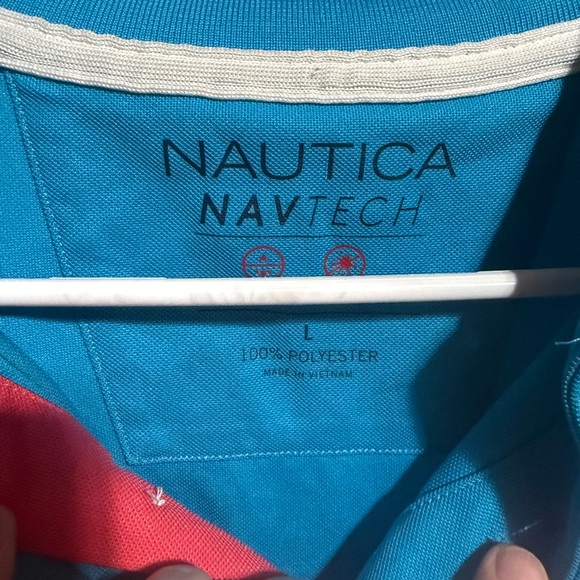 NAUTICA
NAVTECH
L
100% POLYESTER
MADE IN VIETNAM